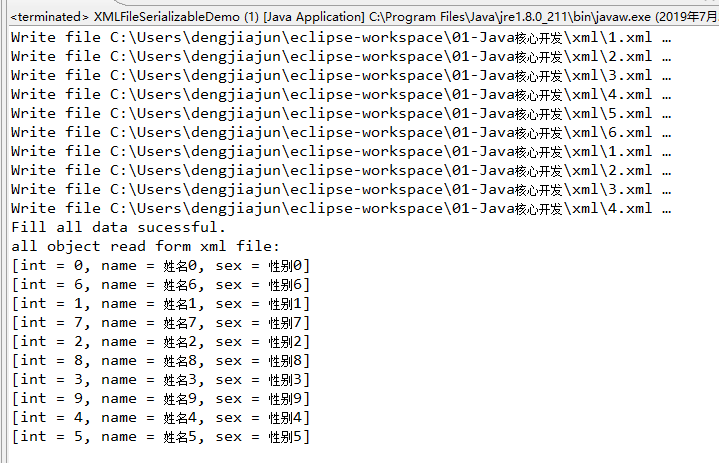 <terminated> XMLFileSerializableDemo (1) [Java Application] C:\Program Files\Java\jre1.8.0_211\bin\javaw.exe (2019年7月
Write file C:\Users\dengjiajun\eclipse-workspace\01-Java核心开发\xml\1.xml …
Write file C:\Users\dengjiajun\eclipse-workspace\01-Java核心开发\xml\2.xml …
Write file C:\Users\dengjiajun\eclipse-workspace\01-Java核心开发\xml\3.xml …
Write file C:\Users\dengjiajun\eclipse-workspace\01-Java核心开发\xml\4.xml …
Write file C:\Users\dengjiajun\eclipse-workspace\01-Java核心开发\xml\5.xml …
Write file C:\Users\dengjiajun\eclipse-workspace\01-Java核心开发\xml\6.xml …
Write file C:\Users\dengjiajun\eclipse-workspace\01-Java核心开发\xml\1.xml …
Write file C:\Users\dengjiajun\eclipse-workspace\01-Java核心开发\xml\2.xml …
Write file C:\Users\dengjiajun\eclipse-workspace\01-Java核心开发\xml\3.xml …
Write file C:\Users\dengjiajun\eclipse-workspace\01-Java核心开发\xml\4.xml …
Fill all data sucessful.
all object read form xml file:
[int = 0, name = 姓名0, sex = 性别0]
[int = 6, name = 姓名6, sex = 性别6]
[int = 1, name = 姓名1, sex = 性别1]
[int = 7, name = 姓名7, sex = 性别7]
[int = 2, name = 姓名2, sex = 性别2]
[int = 8, name = 姓名8, sex = 性别8]
[int = 3, name = 姓名3, sex = 性别3]
[int = 9, name = 姓名9, sex = 性别9]
[int = 4, name = 姓名4, sex = 性别4]
[int = 5, name = 姓名5, sex = 性别5]